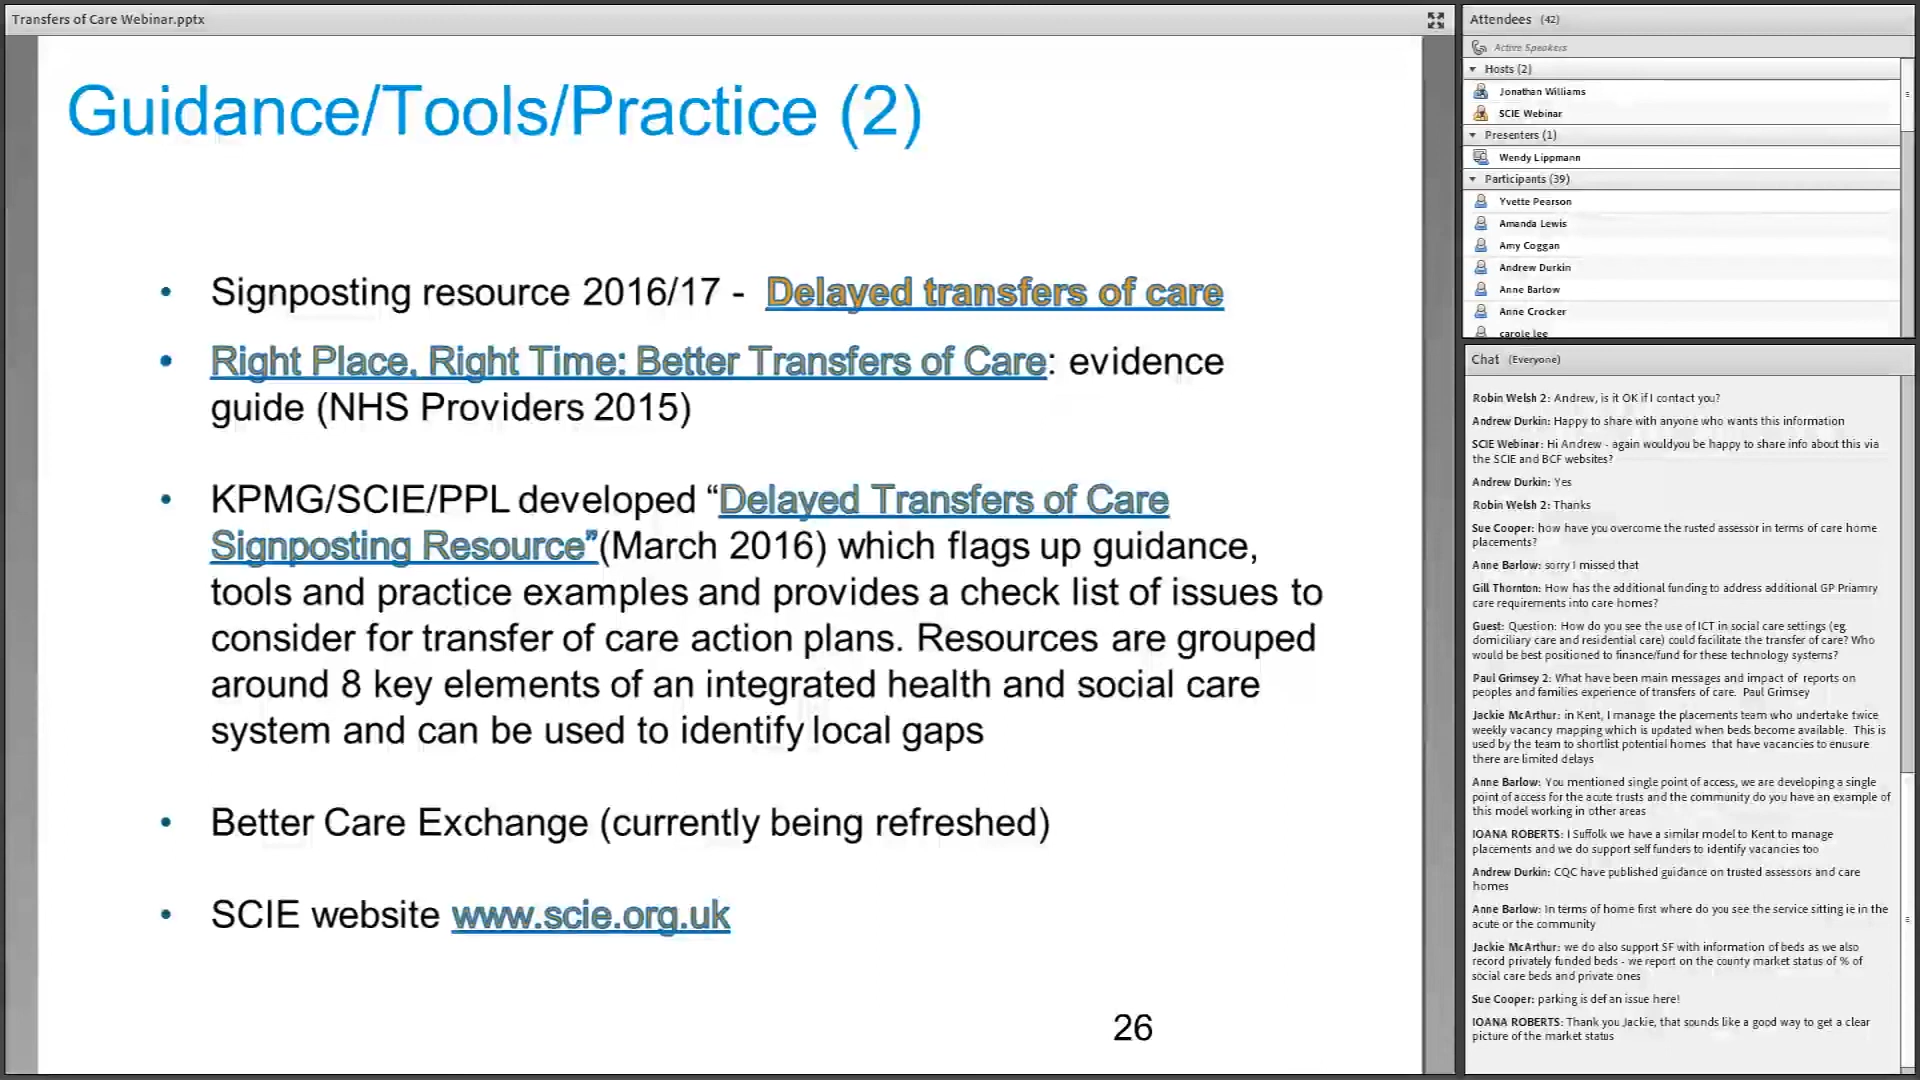 Transfers of Care Webinar.pptx
Guidance/Tools/Practice (2)
• Signposting resource 2016/17 - Delayed transfers of care
• Right Place, Right Time: Better Transfers of Care: evidence
guide (NHS Providers 2015)
• KPMG/SCIE/PPL developed “Delayed Transfers of Care
Signposting Resource”(March 2016) which flags up guidance,
tools and practice examples and provides a check list of issues to
consider for transfer of care action plans. Resources are grouped
around 8 key elements of an integrated health and social care
system and can be used to identify local gaps
• Better Care Exchange (currently being refreshed)
• SCIE website www.scie.org.uk
26
Attendees (42)
Active Speakers
Hosts (2)
Jonathan Williams
SCIE Webinar
Presenters (1)
Wendy Lippmann
Participants (39)
Yvette Pearson
Amanda Lewis
Amy Coggan
Andrew Durkin
Anne Bartow
Anne Crocker
carole lee
Chat (Everyone)
Robin Welsh 2: Andrew, is it OK if I contact you?
Andrew Durkin: Happy to share with anyone who wants this information
SCIE Webinar: Hi Andrew - again wouldyou be happy to share info about this via
the SCIE and BCF websites?
Andrew Durkin: Yes
Robin Welsh 2: Thanks
Sue Cooper: how have you overcome the rusted assessor in terms of care home
placements?
Anne Barlow: sorry I missed that
Gill Thornton: How has the additional funding to address additional GP Priamry
care requirements into care homes?
Guest: Question: How do you see the use of ICT in social care settings (eg.
domiciliary care and residential care) could facilitate the transfer of care? Who
would be best positioned to finance/fund for these technology systems?
Paul Grimsey 2: What have been main messages and impact of reports on
peoples and families experience of transfers of care. Paul Grimsey
Jackie McArthur: in Kent, I manage the placements team who undertake twice
weekly vacancy mapping which is updated when beds become available. This is
used by the team to shortlist potential homes that have vacancies to enusure
there are limited delays
Anne Barlow: You mentioned single point of access, we are developing a single
point of access for the acute trusts and the community do you have an example of
this model working in other areas
IOANA ROBERTS: I Suffolk we have a similar model to Kent to manage
placements and we do support self funders to identify vacancies too
Andrew Durkin: CQC have published guidance on trusted assessors and care
homes
Anne Barlow: In terms of home first where do you see the service sitting ie in the
acute or the community
Jackie McArthur: we do also support SF with information of beds as we also
record privately funded beds - we report on the county market status of % of
social care beds and private ones
Sue Cooper: parking is def an issue here!
IOANA ROBERTS: Thank you Jackie, that sounds like a good way to get a clear
picture of the market status